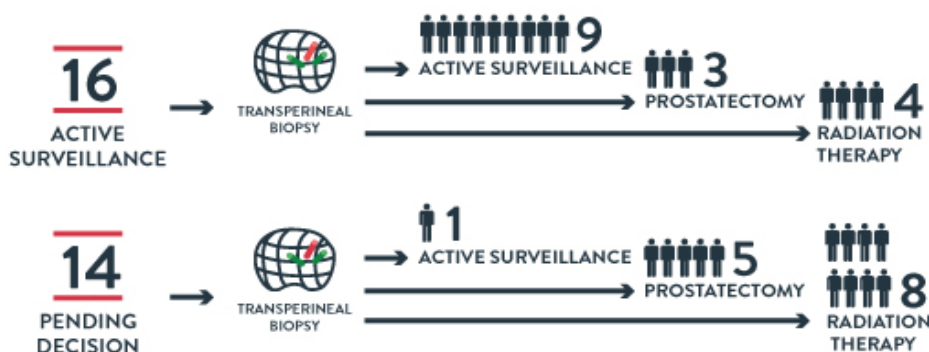 16
ACTIVE
SURVEILLANCE
TRANSPERINEAL
BIOPSY
9
ACTIVE SURVEILLANCE
3
PROSTATECTOMY
4
RADIATION
THERAPY
14
PENDING
DECISION
TRANSPERINEAL
BIOPSY
1
ACTIVE SURVEILLANCE
5
PROSTATECTOMY
8
RADIATION
THERAPY